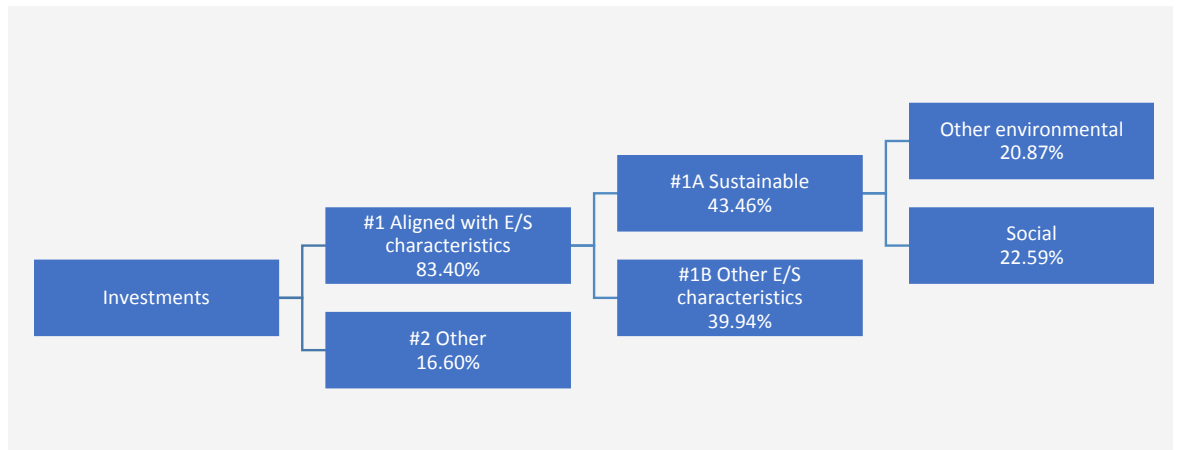 Investments
#1 Aligned with E/S
characteristics
83.40%
#2 Other
16.60%
#1A Sustainable
43.46%
#1B Other E/S
characteristics
39.94%
Other environmental
20.87%
Social
22.59%